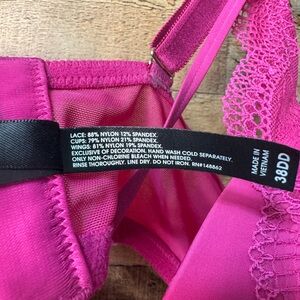 LACE: 88% NYLON 12% SPANDEX.
CUPS: 79% NYLON 21% SPANDEX.
WINGS: 81% NYLON 19% SPANDEX.
EXCLUSIVE OF DECORATION. HAND WASH COLD SEPARATELY.
ONLY NON-CHLORINE BLEACH WHEN NEEDED.
RINSE THOROUGHLY. LINE DRY. DO NOT IRON. RN#148862
MADE IN
VIETNAM
38DD